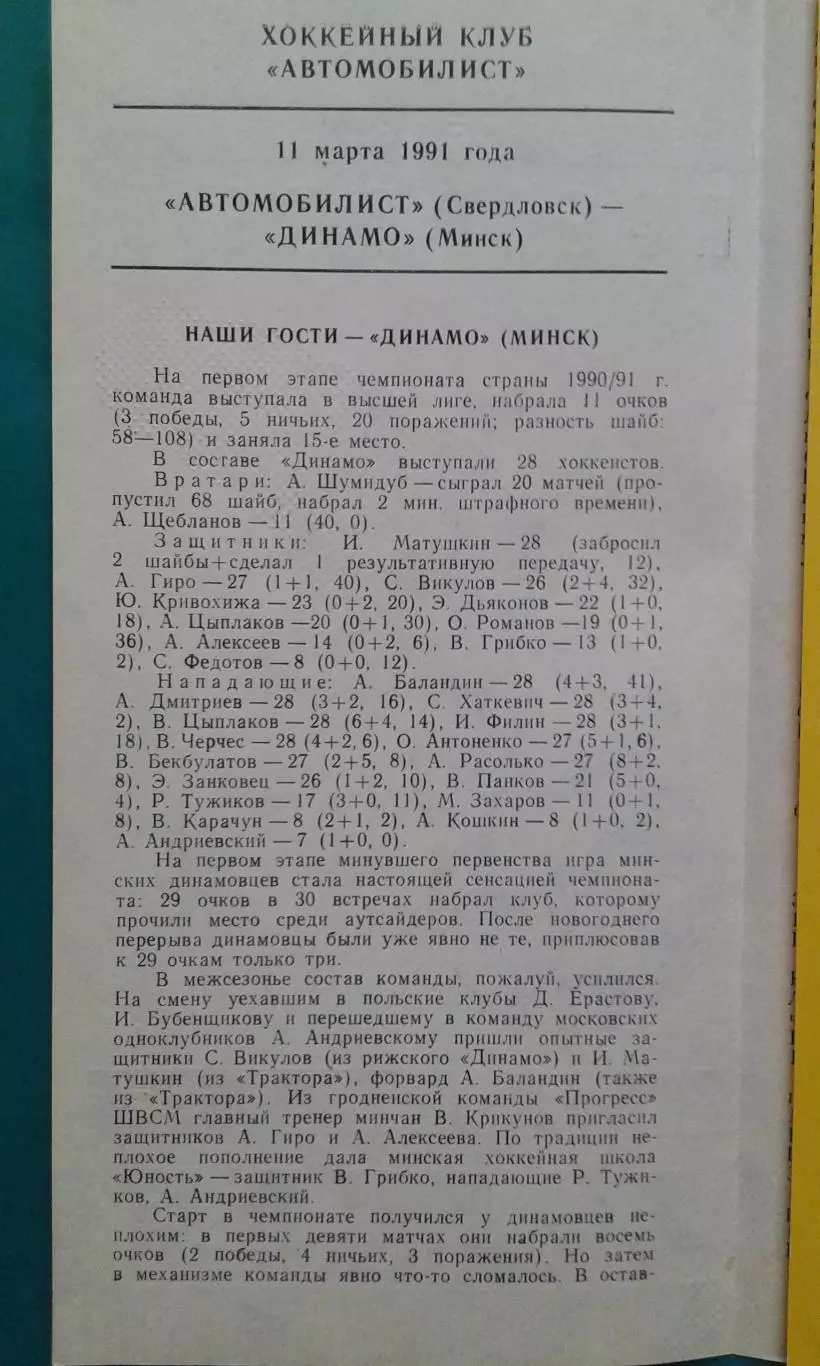 ХОККЕЙНЫЙ КЛУБ
«АВТОМОБИЛИСТ»
11 марта 1991 года
«АВТОМОБИЛИСТ» (Свердловск) —
«ДИНАМО» (Минск)
НАШИ ГОСТИ — «ДИНАМО» (МИНСК)
На первом этапе чемпионата страны 1990/91 г.
команда выступала в высшей лиге, набрала 11 очков
(3 победы, 5 ничьих, 20 поражений; разность шайб:
58—108) и заняла 15-е место.
В составе «Динамо» выступали 28 хоккеистов.
Вратари: А. Шумидуб — сыграл 20 матчей (про-
пустил 68 шайб, набрал 2 мин. штрафного времени),
А. Щебланов — 11 (40, 0).
Защитники: И. Матушкин — 28 (забросил
2 шайбы+сделал 1 результативную передачу, 12),
А. Гиро — 27 (1+1, 40), С. Викулов — 26 (2+4, 32),
Ю. Кривохижа — 23 (0+2, 20), Э. Дьяконов — 22 (1+0,
18), А. Цыплаков —20 (0+1, 30), О. Романов —19 (0+1,
36), А. Алексеев — 14 (0+2, 6), В. Грибко — 13 (1+0,
2), С. Федотов — 8 (0+0, 12).
Нападающие: А. Баландин — 28 (4+3, 41),
А. Дмитриев — 28 (3+2, 16), С. Хаткевич — 28 (3+4,
2), В. Цыплаков — 28 (6+4, 14), И. Филин — 28 (3+1,
18), В. Черчес — 28 (4+2, 6), О. Антоненко — 27 (5+1, 6),
В. Бекбулатов — 27 (2+5, 8), А. Расолько — 27 (8+2,
8), Э. Занковец — 26 (1+2, 10), В. Панков — 21 (5+0,
4), Р. Тужиков — 17 (3+0, 11), М. Захаров — 11 (0+1,
8), В. Карачун — 8 (2+1, 2), А. Кошкин — 8 (1+0, 2),
А. Андриевский — 7 (1+0, 0).
На первом этапе минувшего первенства игра мин-
ских динамовцев стала настоящей сенсацией чемпиона-
та: 29 очков в 30 встречах набрал клуб, которому
прочили место среди аутсайдеров. После новогоднего
перерыва динамовцы были уже явно не те, приплюсовав
к 29 очкам только три.
В межсезонье состав команды, пожалуй, усилился.
На смену уехавшим в польские клубы Д. Ерастову,
И. Бубенщикову и перешедшему в команду московских
одноклубников А. Андриевскому пришли опытные за-
щитники С. Викулов (из рижского «Динамо») и И. Ма-
тушкин (из «Трактора»), форвард А. Баландин (также
из «Трактора»). Из гродненской команды «Прогресс»
ШВСМ главный тренер минчан В. Крикунов пригласил
защитников А. Гиро и А. Алексеева. По традиции не-
плохое пополнение дала минская хоккейная школа
«Юность» — защитник В. Грибко, нападающие Р. Тужи-
ков, А. Андриевский.
Старт в чемпионате получился у динамовцев не-
плохим: в первых девяти матчах они набрали восемь
очков (2 победы, 4 ничьих, 3 поражения). Но затем
в механизме команды явно что-то сломалось. В остав-